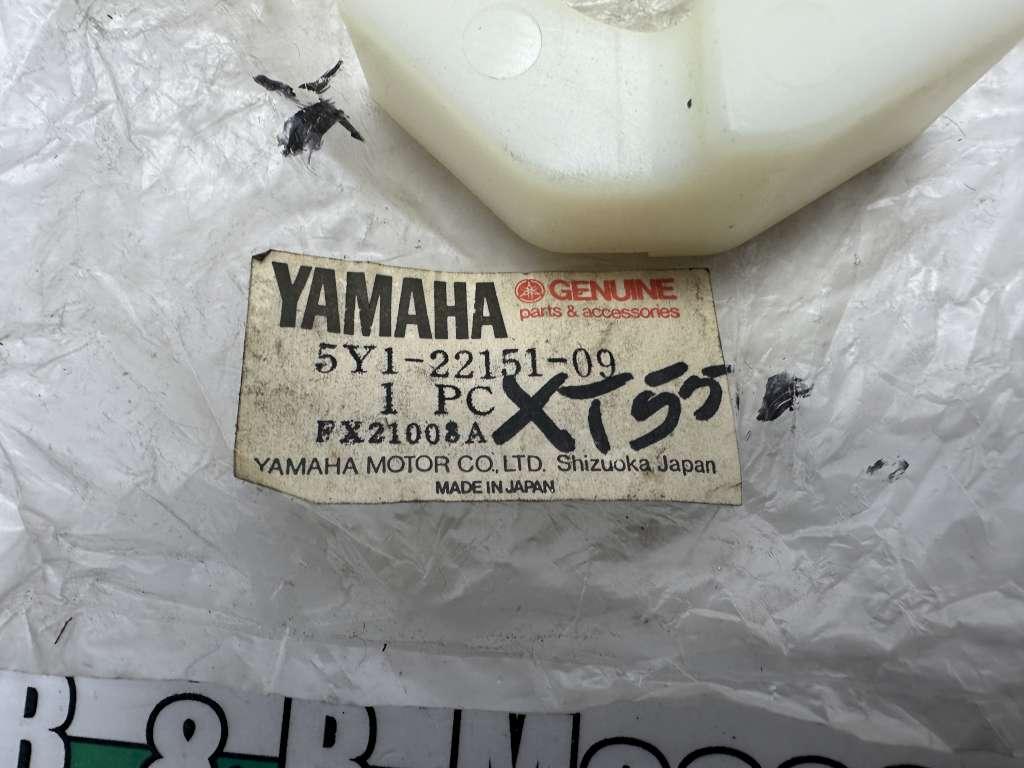 YAMAHA GENUINE
parts & accessories
5Y1-22151-09
1 PC XT55
FX21008A
YAMAHA MOTOR CO., LTD. Shizuoka Japan
MADE IN JAPAN
B & B